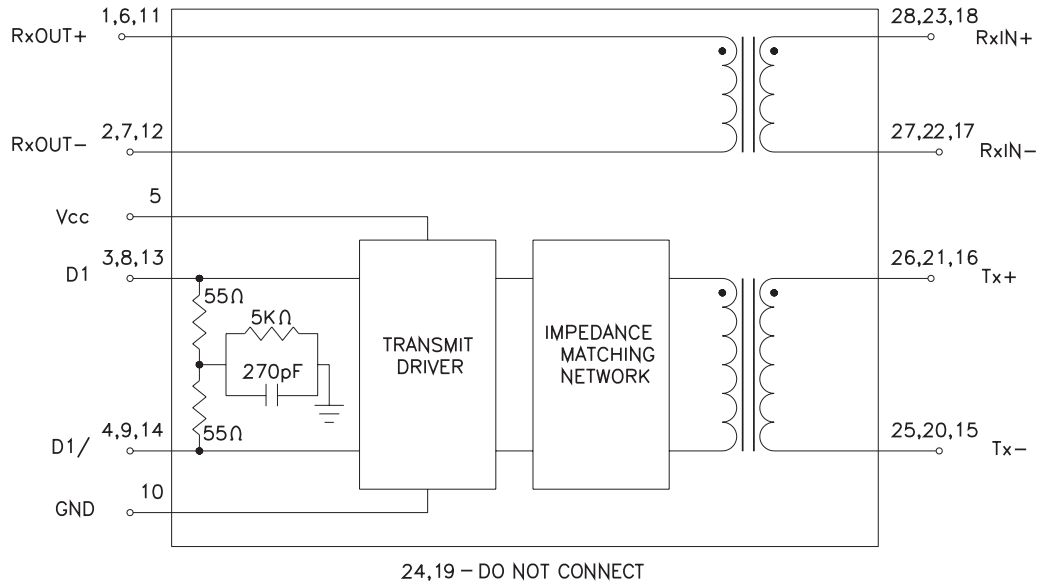 1,6,11
RxOUT+
28,23,18
RxIN+
2,7,12
RxOUT-
27,22,17
RxIN-
5
Vcc
3,8,13
D1
26,21,16
Tx+
55Ω
5KΩ
270pF
55Ω
TRANSMIT
DRIVER
IMPEDANCE
MATCHING
NETWORK
4,9,14
D1/
25,20,15
Tx-
10
GND
24,19 - DO NOT CONNECT